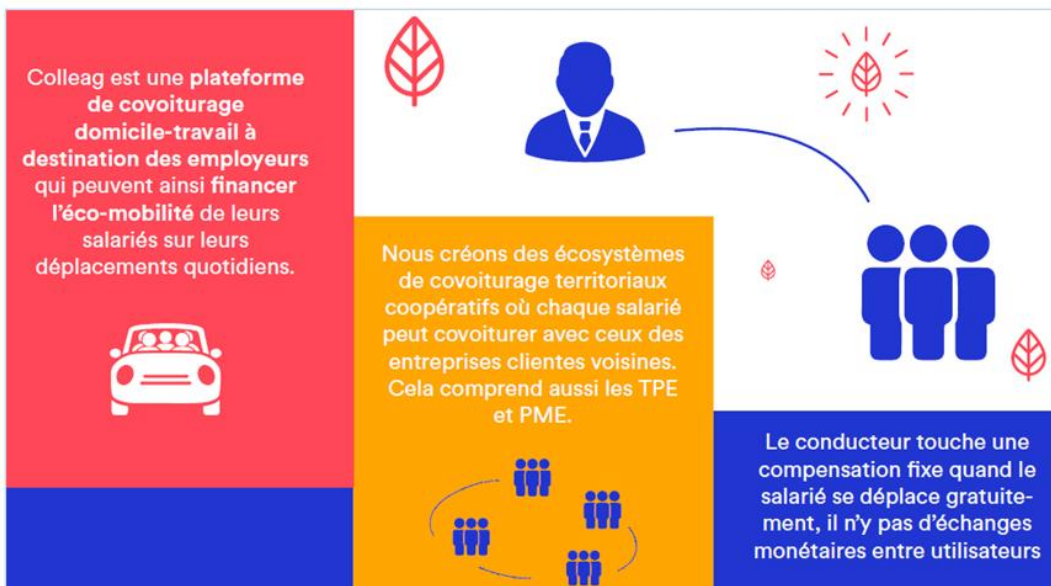 Colleag est une plateforme
de covoiturage
domicile-travail à
destination des employeurs
qui peuvent ainsi financer
l'éco-mobilité de leurs
salariés sur leurs
déplacements quotidiens.
Nous créons des écosystèmes
de covoiturage territoriaux
coopératifs où chaque salarié
peut covoiturer avec ceux des
entreprises clientes voisines.
Cela comprend aussi les TPE
et PME.
Le conducteur touche une
compensation fixe quand le
salarié se déplace gratuite-
ment, il n'y pas d'échanges
monétaires entre utilisateurs